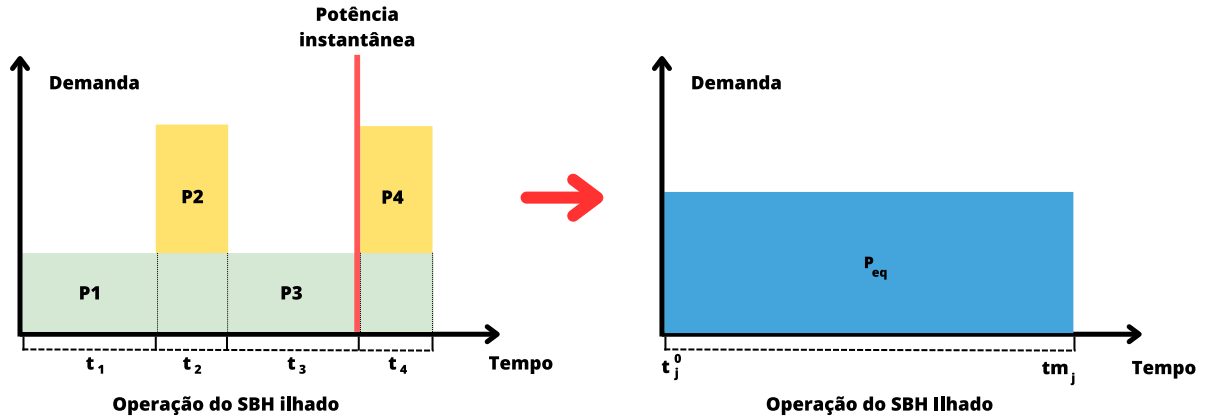 Potência
instantânea
Demanda
P2
P4
P1
P3
t1
t2
t3
t4
Tempo
Operação do SBH ilhado
Demanda
Peq
t0j
tmj
Tempo
Operação do SBH Ilhado